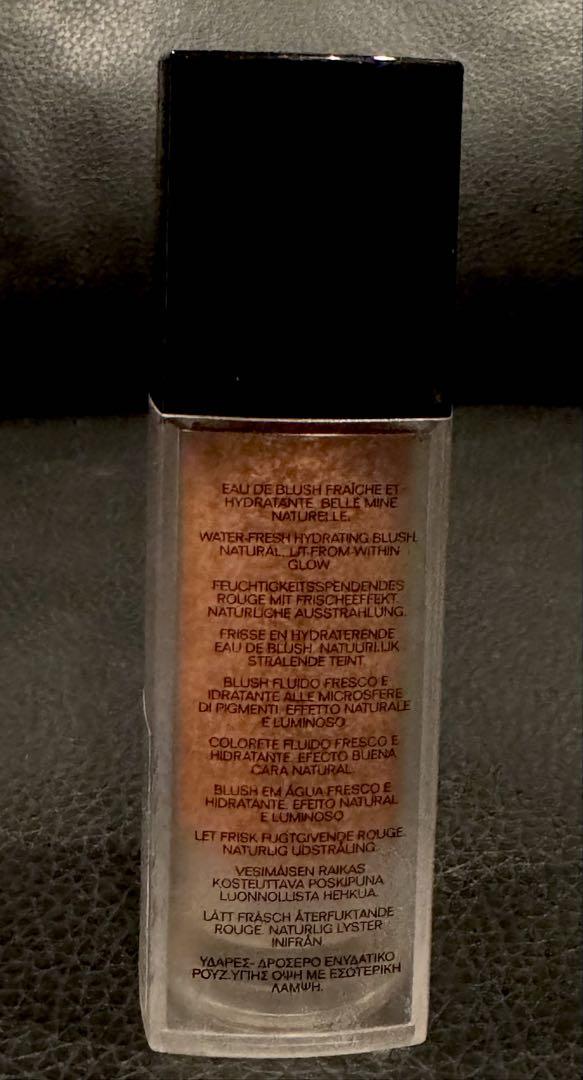 EAU DE BLUSH FRAÎCHE ET
HYDRATANTE. BELLE MINE
NATURELLE.
WATER-FRESH HYDRATING BLUSH.
NATURAL, LIT-FROM-WITHIN
GLOW
FEUCHTIGKEITSSPENDENDES
ROUGE MIT FRISCHEEFFEKT.
NATÜRLICHE AUSSTRAHLUNG.
FRISSE EN HYDRATERENDE
EAU DE BLUSH. NATUURLIJK
STRALENDE TEINT.
BLUSH FLUIDO FRESCO E
IDRATANTE ALLE MICROSFERE
DI PIGMENTI. EFFETTO NATURALE
E LUMINOSO.
COLORETE FLUIDO FRESCO E
HIDRATANTE. EFECTO BUENA
CARA NATURAL.
BLUSH EM ÁGUA FRESCO E
HIDRATANTE. EFEITO NATURAL
E LUMINOSO
LET FRISK FUGTGIVENDE ROUGE.
NATURLIG UDSTRÅLING.
VESIMÄISEN RAIKAS
KOSTEUTTAVA POSKIPUNA
LUONNOLLISTA HEHKUA.
LÄTT FRÄSCH ÅTERFUKTANDE
ROUGE. NATURLIG LYSTER
INIFRÅN
ΥΔΑΡΕΣ- ΔΡΟΣΕΡΟ ΕΝΥΔΑΤΙΚΟ
ΡΟΥΖ.ΥΓΙΗΣ ΟΨΗ ΜΕ ΕΣΩΤΕΡΙΚΗ
ΛΑΜΨΗ.